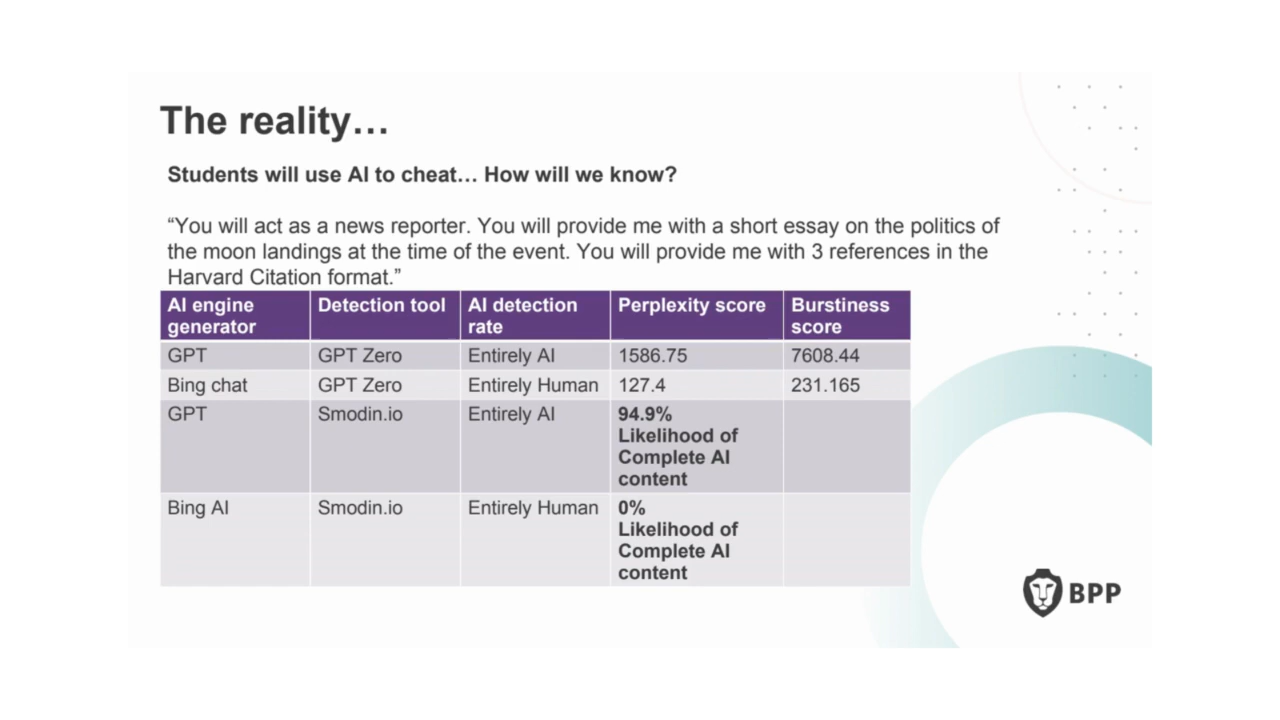 The reality…
Students will use AI to cheat… How will we know?
“You will act as a news reporter. You will provide me with a short essay on the politics of
the moon landings at the time of the event. You will provide me with 3 references in the
Harvard Citation format.”
AI engine generator | Detection tool | AI detection rate | Perplexity score | Burstiness score
GPT | GPT Zero | Entirely AI | 1586.75 | 7608.44
Bing chat | GPT Zero | Entirely Human | 127.4 | 231.165
GPT | Smodin.io | Entirely AI | 94.9%
Likelihood of
Complete AI
content
Bing AI | Smodin.io | Entirely Human | 0%
Likelihood of
Complete AI
content
BPP